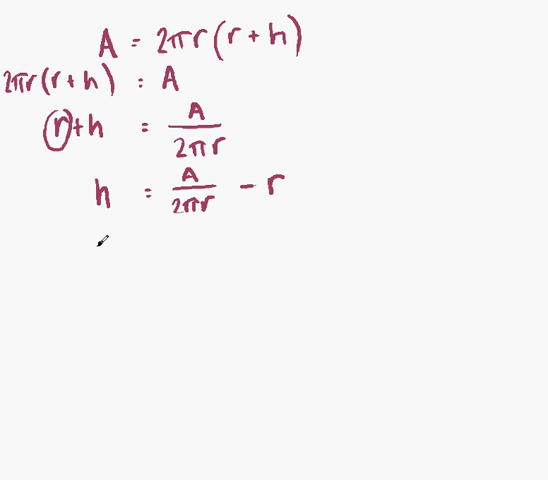 A = 2πr(r+h)
2πr(r+h) = A
r+h = A/2πr
h = A/2πr - r